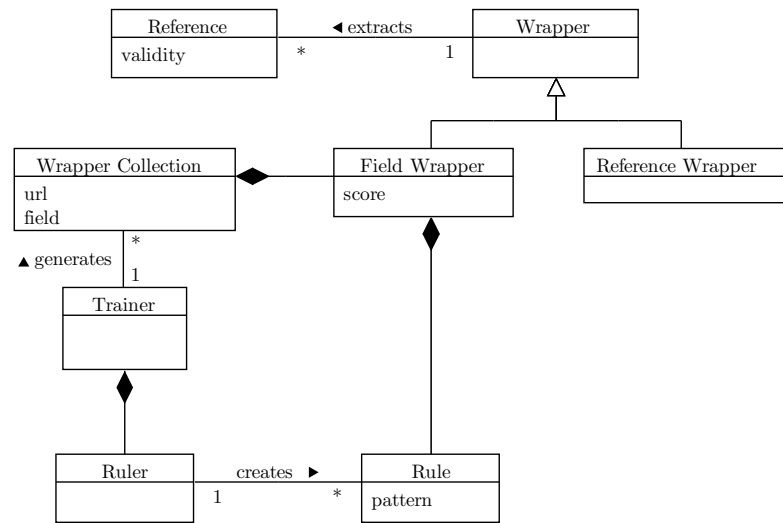 Reference
◄ extracts
Wrapper
validity
*
1
Wrapper Collection
Field Wrapper
Reference Wrapper
url
score
field
*
▲ generates
1
Trainer
Ruler
creates ►
Rule
1
*
pattern